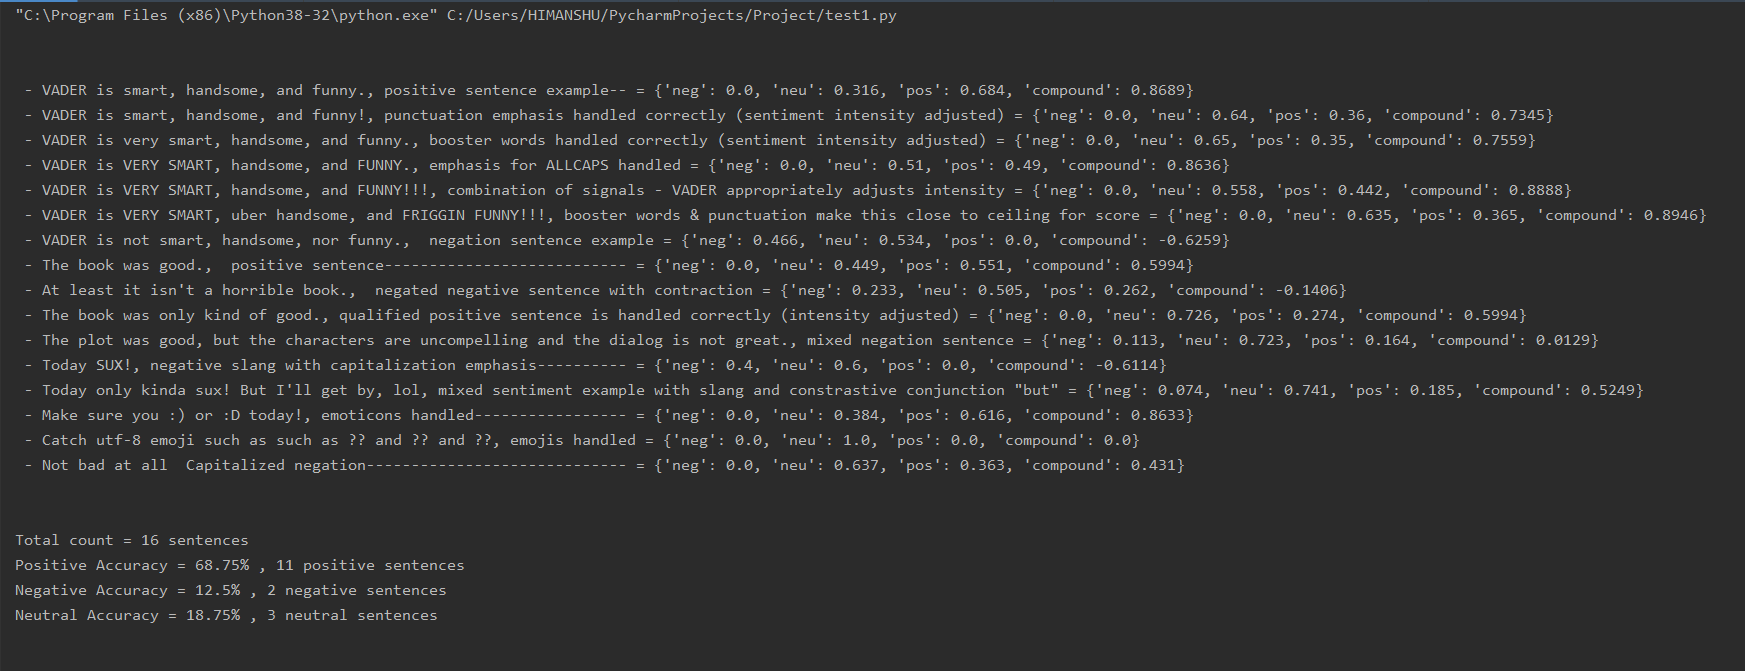 "C:\Program Files (x86)\Python38-32\python.exe" C:/Users/HIMANSHU/PycharmProjects/Project/test1.py
- VADER is smart, handsome, and funny., positive sentence example-- = {'neg': 0.0, 'neu': 0.316, 'pos': 0.684, 'compound': 0.8689}
- VADER is smart, handsome, and funny!, punctuation emphasis handled correctly (sentiment intensity adjusted) = {'neg': 0.0, 'neu': 0.64, 'pos': 0.36, 'compound': 0.7345}
- VADER is very smart, handsome, and funny., booster words handled correctly (sentiment intensity adjusted) = {'neg': 0.0, 'neu': 0.65, 'pos': 0.35, 'compound': 0.7559}
- VADER is VERY SMART, handsome, and FUNNY., emphasis for ALLCAPS handled = {'neg': 0.0, 'neu': 0.51, 'pos': 0.49, 'compound': 0.8636}
- VADER is VERY SMART, handsome, and FUNNY!!!, combination of signals - VADER appropriately adjusts intensity = {'neg': 0.0, 'neu': 0.558, 'pos': 0.442, 'compound': 0.8888}
- VADER is VERY SMART, uber handsome, and FRIGGIN FUNNY!!!, booster words & punctuation make this close to ceiling for score = {'neg': 0.0, 'neu': 0.635, 'pos': 0.365, 'compound': 0.8946}
- VADER is not smart, handsome, nor funny.,  negation sentence example = {'neg': 0.466, 'neu': 0.534, 'pos': 0.0, 'compound': -0.6259}
- The book was good.,  positive sentence--------------------------- = {'neg': 0.0, 'neu': 0.449, 'pos': 0.551, 'compound': 0.5994}
- At least it isn't a horrible book.,  negated negative sentence with contraction = {'neg': 0.233, 'neu': 0.505, 'pos': 0.262, 'compound': -0.1406}
- The book was only kind of good., qualified positive sentence is handled correctly (intensity adjusted) = {'neg': 0.0, 'neu': 0.726, 'pos': 0.274, 'compound': 0.5994}
- The plot was good, but the characters are uncompelling and the dialog is not great., mixed negation sentence = {'neg': 0.113, 'neu': 0.723, 'pos': 0.164, 'compound': 0.0129}
- Today SUX!, negative slang with capitalization emphasis---------- = {'neg': 0.4, 'neu': 0.6, 'pos': 0.0, 'compound': -0.6114}
- Today only kinda sux! But I'll get by, lol, mixed sentiment example with slang and constrastive conjunction "but" = {'neg': 0.074, 'neu': 0.741, 'pos': 0.185, 'compound': 0.5249}
- Make sure you :) or :D today!, emoticons handled----------------- = {'neg': 0.0, 'neu': 0.384, 'pos': 0.616, 'compound': 0.8633}
- Catch utf-8 emoji such as such as ?? and ?? and ??, emojis handled = {'neg': 0.0, 'neu': 1.0, 'pos': 0.0, 'compound': 0.0}
- Not bad at all  Capitalized negation----------------------------- = {'neg': 0.0, 'neu': 0.637, 'pos': 0.363, 'compound': 0.431}
Total count = 16 sentences
Positive Accuracy = 68.75% , 11 positive sentences
Negative Accuracy = 12.5% , 2 negative sentences
Neutral Accuracy = 18.75% , 3 neutral sentences